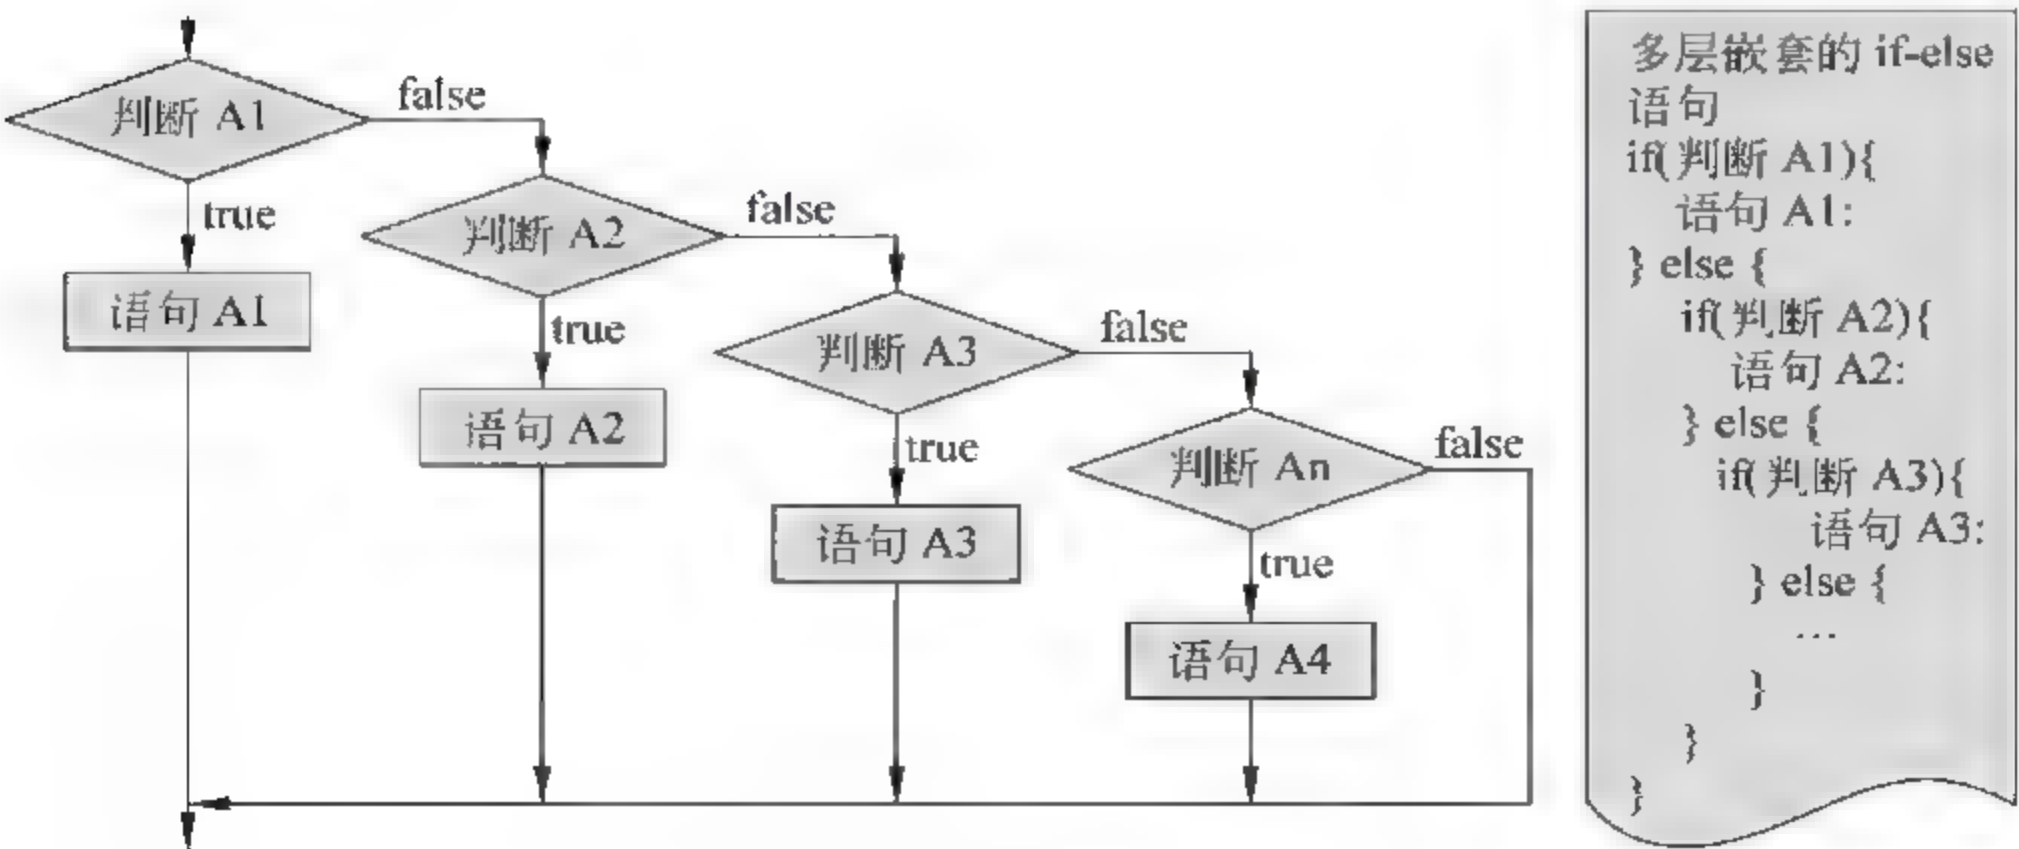 判断 A1
false
true
语句 A1
判断 A2
false
true
语句 A2
判断 A3
false
true
语句 A3
判断 An
false
true
语句 A4
多层嵌套的 if-else
语句
if(判断 A1){
语句 A1:
} else {
if(判断 A2){
语句 A2:
} else {
if(判断 A3){
语句 A3:
} else {
...
}
}
}